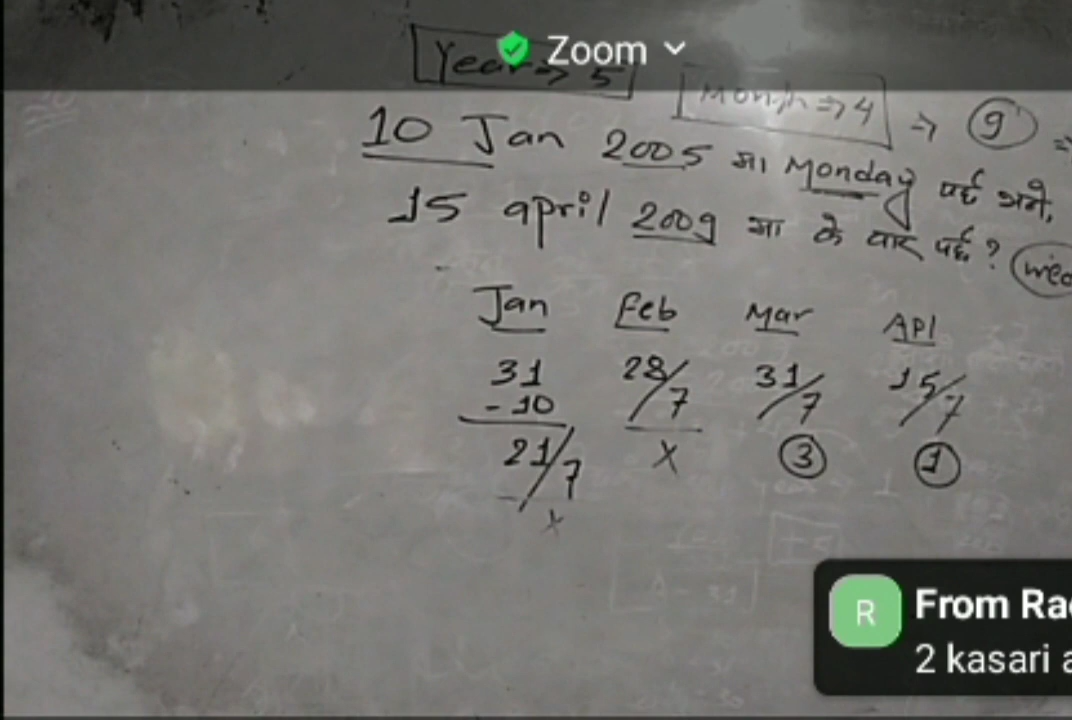 Zoom
Year => 5
Month => 4 => 9 =>
10 Jan 2005 मा Monday पर्छ भने,
15 april 2009 मा के वार पर्छ? wed
Jan Feb Mar Apl
31 28/7 31/7 15/7
- 10 x 3 1
21/7
x
R From Ra
2 kasari a